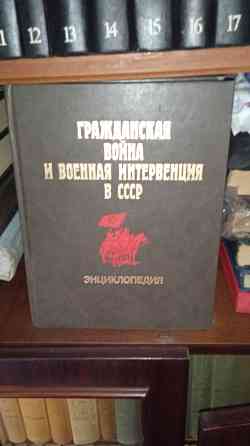 11 12 13 14 15 16 17
ГРАЖДАНСКАЯ
ВОЙНА
И ВОЕННАЯ ИНТЕРВЕНЦИЯ
В СССР
ЭНЦИКЛОПЕДИЯ